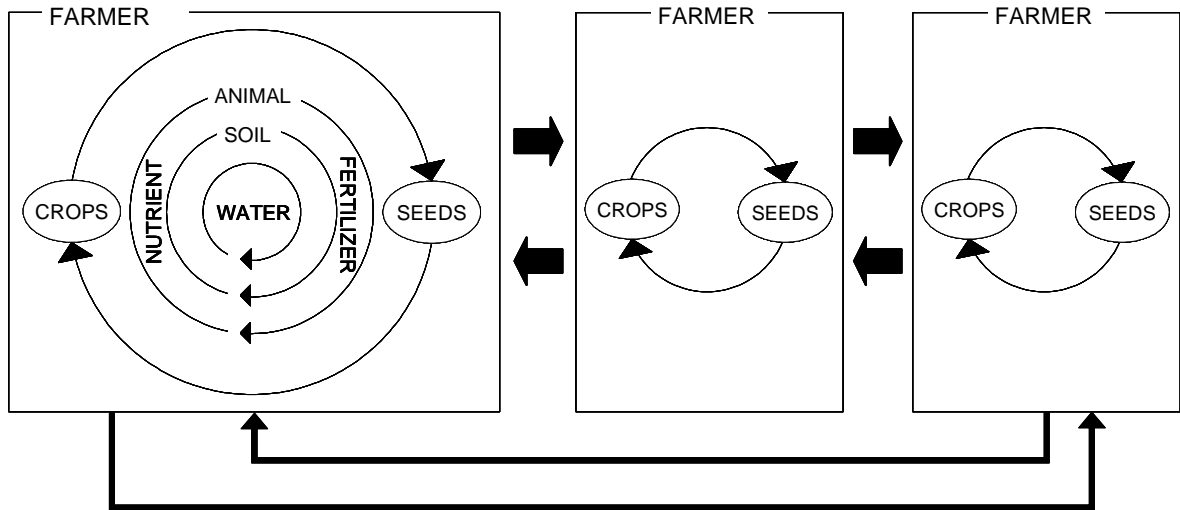 FARMER
FARMER
FARMER
ANIMAL
SOIL
NUTRIENT
FERTILIZER
CROPS
WATER
SEEDS
CROPS
SEEDS
CROPS
SEEDS